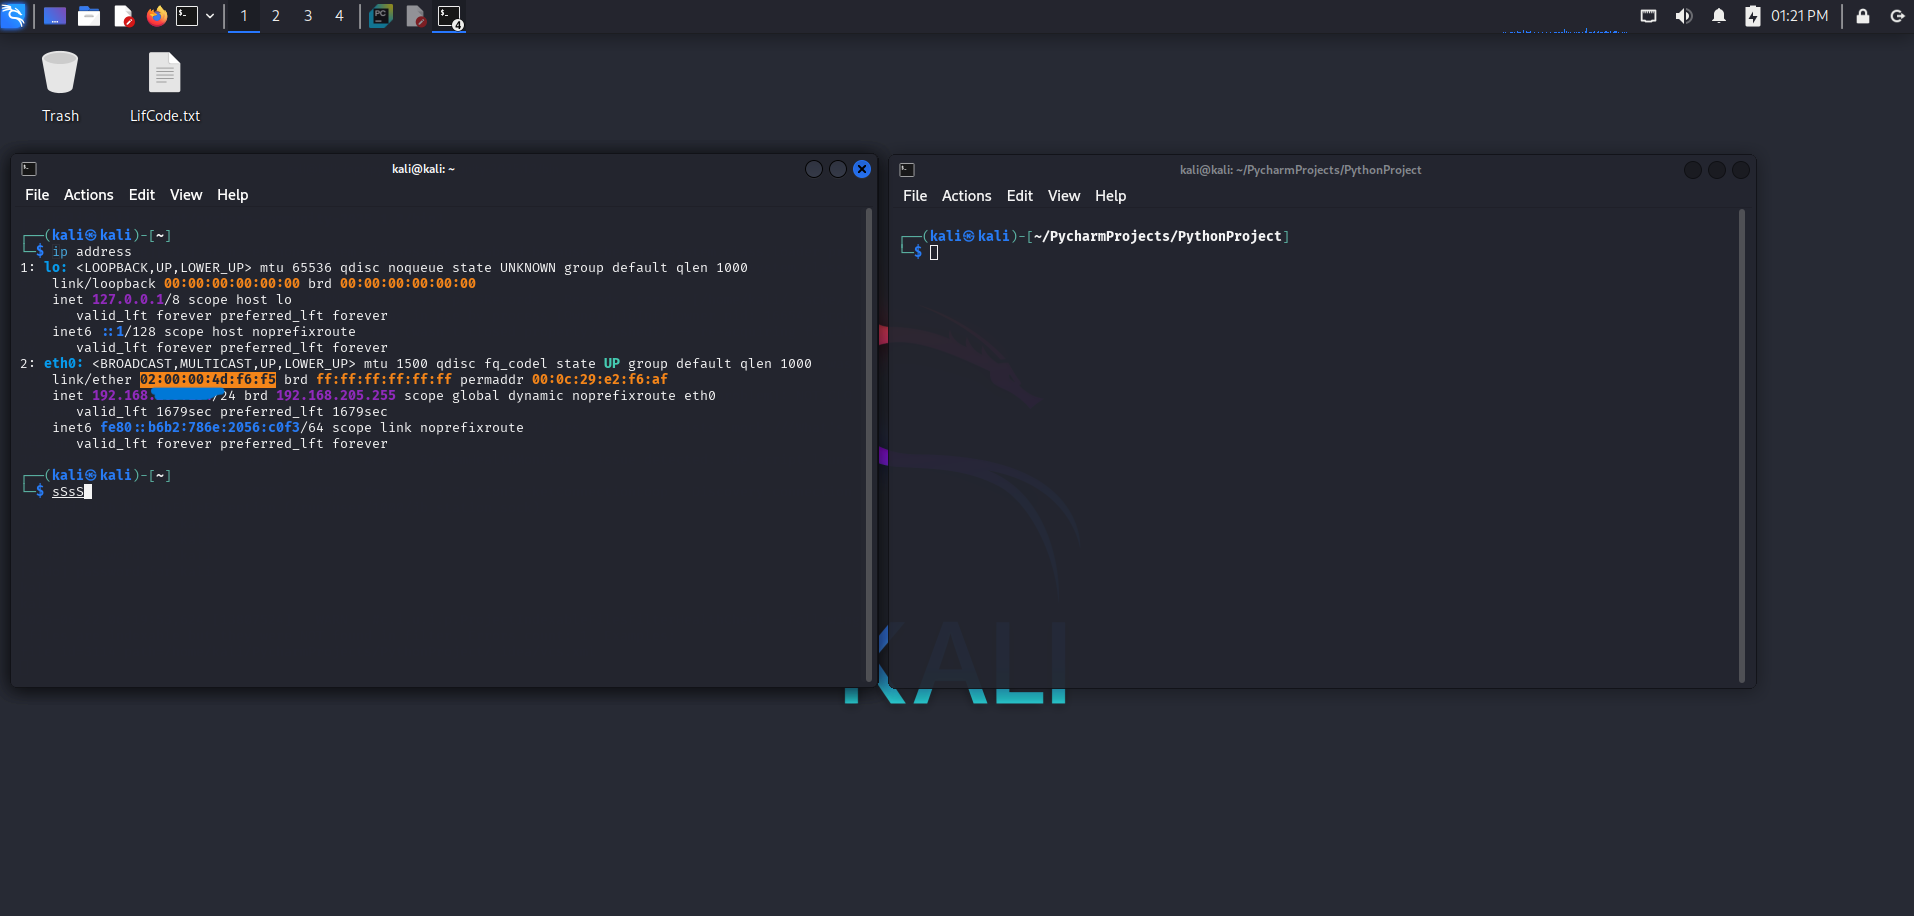 1 2 3 4 PC 4 01:21 PM
Trash LifCode.txt
kali@kali: ~
File Actions Edit View Help
(kali㉿kali)-[~]
$ ip address
1: lo: <LOOPBACK,UP,LOWER_UP> mtu 65536 qdisc noqueue state UNKNOWN group default qlen 1000
link/loopback 00:00:00:00:00:00 brd 00:00:00:00:00:00
inet 127.0.0.1/8 scope host lo
valid_lft forever preferred_lft forever
inet6 ::1/128 scope host noprefixroute
valid_lft forever preferred_lft forever
2: eth0: <BROADCAST,MULTICAST,UP,LOWER_UP> mtu 1500 qdisc fq_codel state UP group default qlen 1000
link/ether 02:00:00:4d:f6:f5 brd ff:ff:ff:ff:ff:ff permaddr 00:0c:29:e2:f6:af
inet 192.168. /24 brd 192.168.205.255 scope global dynamic noprefixroute eth0
valid_lft 1679sec preferred_lft 1679sec
inet6 fe80::b6b2:786e:2056:c0f3/64 scope link noprefixroute
valid_lft forever preferred_lft forever
(kali㉿kali)-[~]
$ sSsS
kali@kali: ~/PycharmProjects/PythonProject
File Actions Edit View Help
(kali㉿kali)-[~/PycharmProjects/PythonProject]
$
KALI